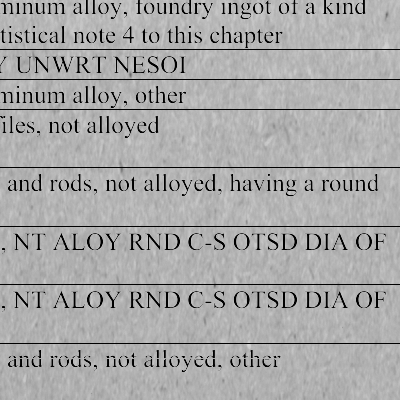 minum alloy, foundry ingot of a kind
tistical note 4 to this chapter
Y UNWRT NESOI
minum alloy, other
files, not alloyed
and rods, not alloyed, having a round
, NT ALOY RND C-S OTSD DIA OF
, NT ALOY RND C-S OTSD DIA OF
and rods, not alloyed, other